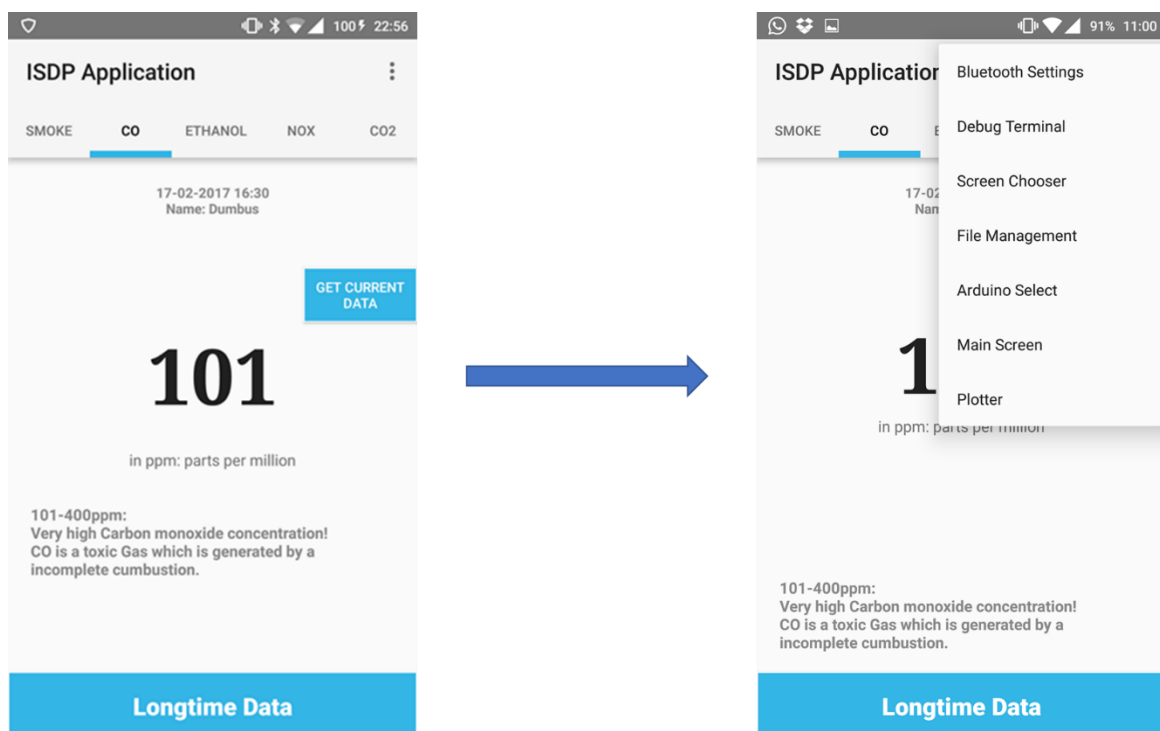 100 22:56
ISDP Application
SMOKE CO ETHANOL NOX CO2
17-02-2017 16:30
Name: Dumbus
GET CURRENT
DATA
101
in ppm: parts per million
101-400ppm:
Very high Carbon monoxide concentration!
CO is a toxic Gas which is generated by a
incomplete cumbustion.
Longtime Data
91% 11:00
ISDP Application
SMOKE CO
17-02
Bluetooth Settings
Debug Terminal
Screen Chooser
File Management
Arduino Select
Main Screen
Plotter
1
in ppm: parts per million
101-400ppm:
Very high Carbon monoxide concentration!
CO is a toxic Gas which is generated by a
incomplete cumbustion.
Longtime Data